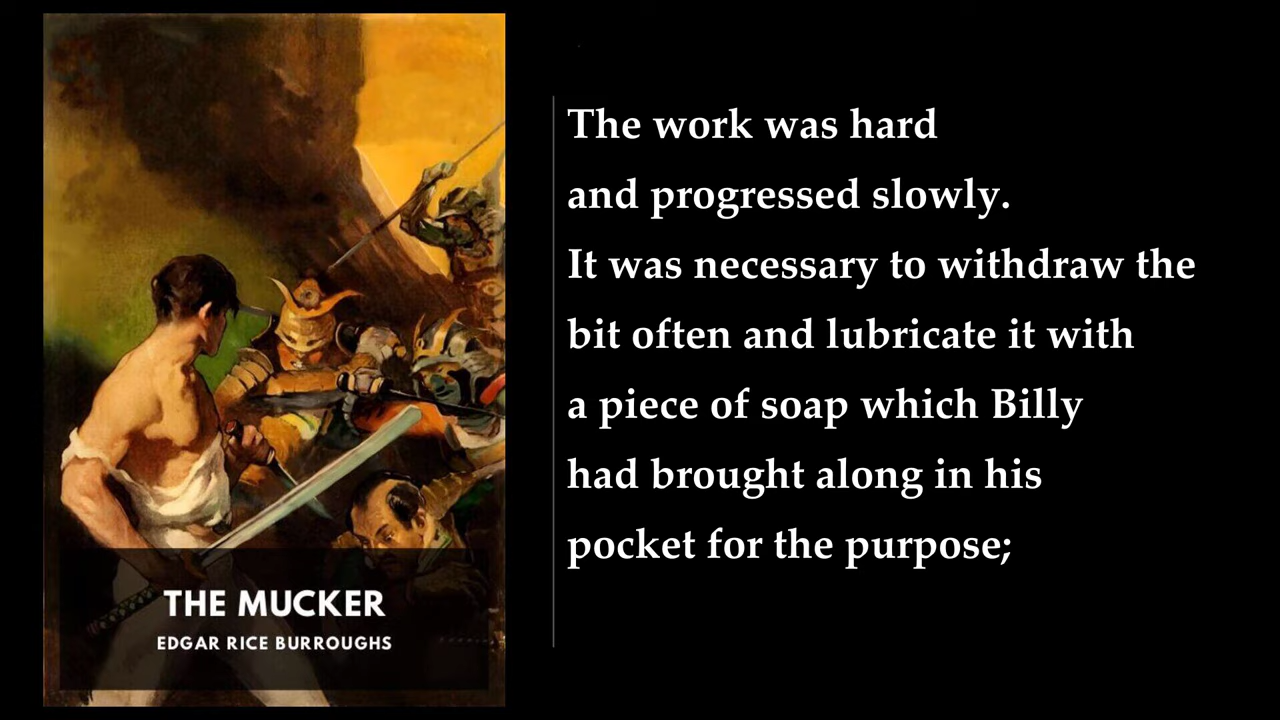 THE MUCKER
EDGAR RICE BURROUGHS
The work was hard
and progressed slowly.
It was necessary to withdraw the
bit often and lubricate it with
a piece of soap which Billy
had brought along in his
pocket for the purpose;